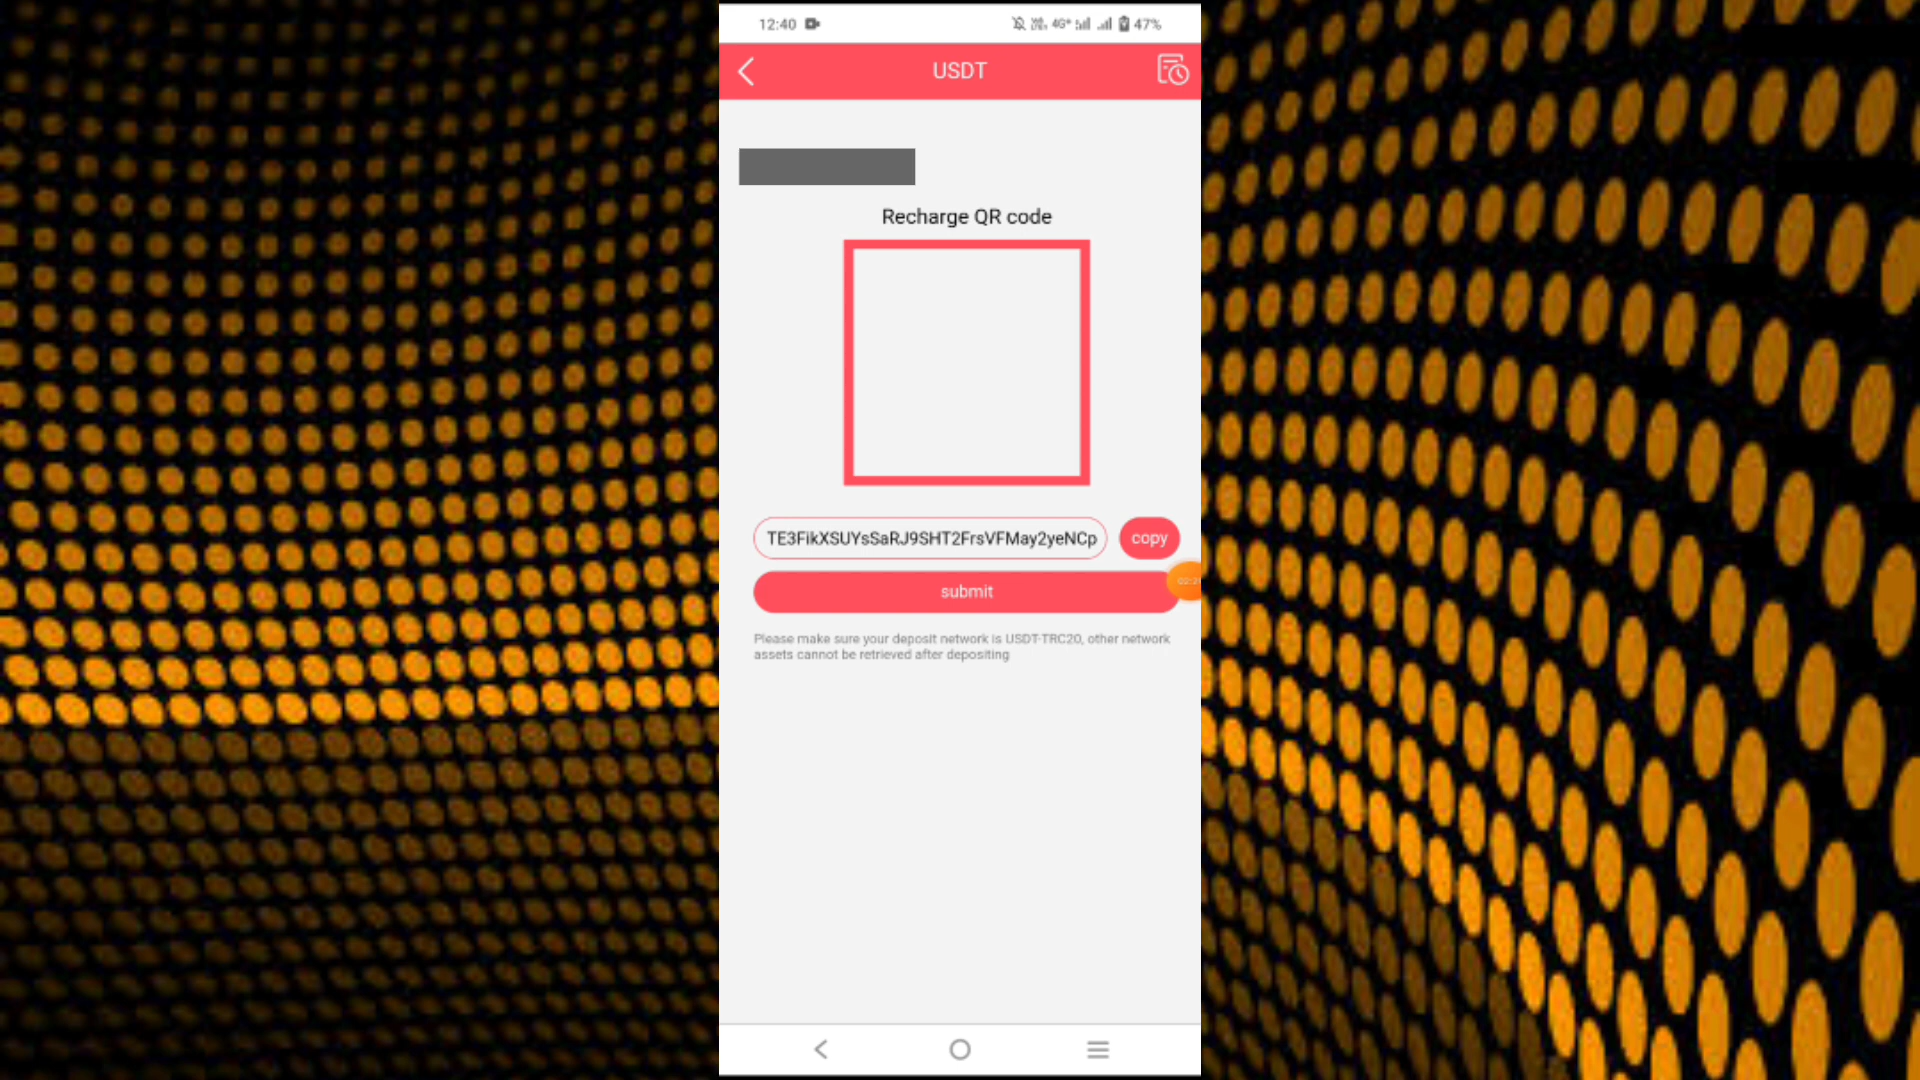 12:40
4G+
47%
USDT
Recharge QR code
TE3FikXSUYsSaRJ9SHT2FrsVFMay2yeNCp
copy
submit
Please make sure your deposit network is USDT-TRC20, other network
assets cannot be retrieved after depositing